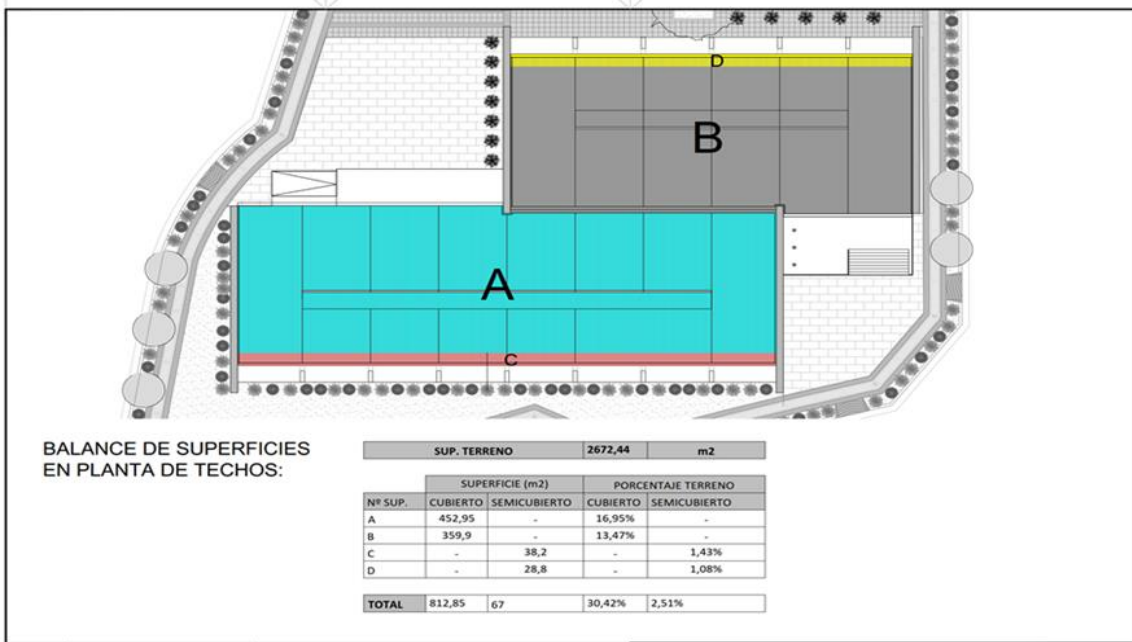 D
B
A
C
BALANCE DE SUPERFICIES
EN PLANTA DE TECHOS:
SUP. TERRENO 2672,44 m2
SUPERFICIE (m2) PORCENTAJE TERRENO
Nº SUP. CUBIERTO SEMICUBIERTO CUBIERTO SEMICUBIERTO
A 452,95 - 16,95% -
B 359,9 - 13,47% -
C - 38,2 - 1,43%
D - 28,8 - 1,08%
TOTAL 812,85 67 30,42% 2,51%